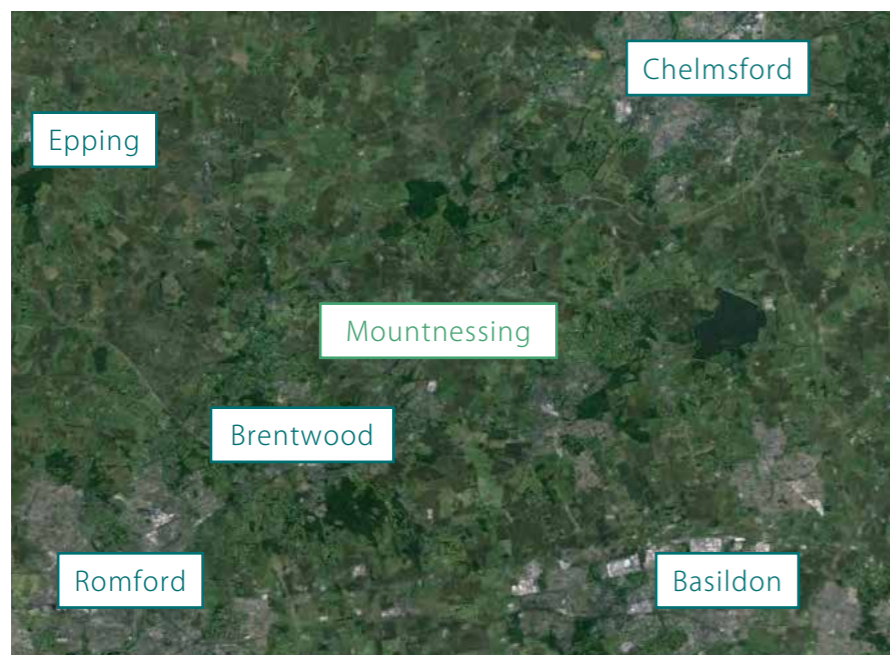 Chelmsford
Epping
Mountnessing
Brentwood
Romford
Basildon